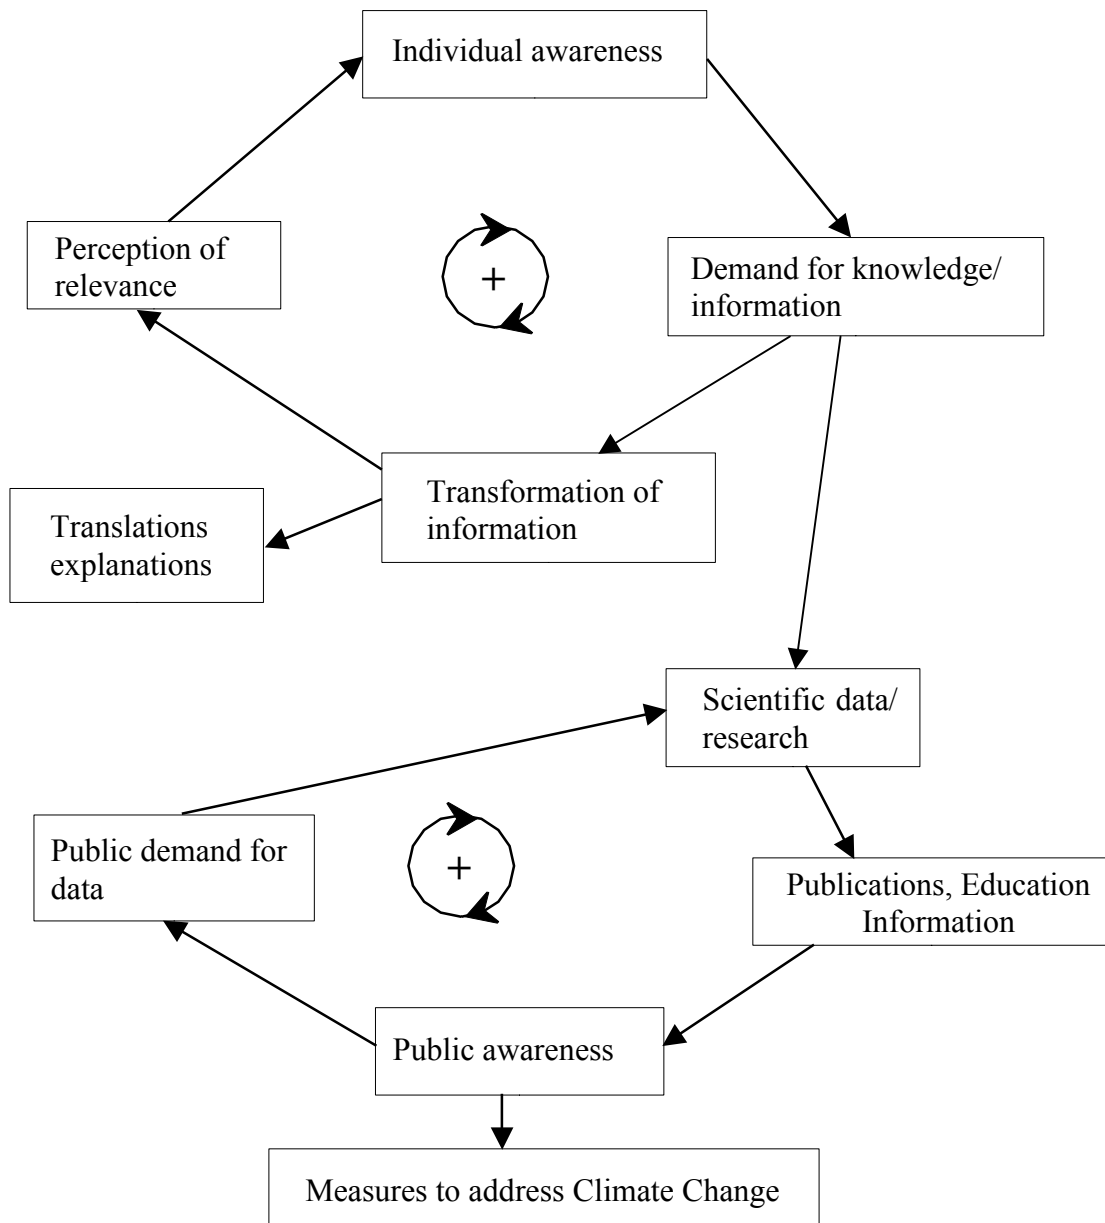 Individual awareness
Perception of
relevance
+
Demand for knowledge/
information
Transformation of
information
Translations
explanations
Scientific data/
research
Public demand for
data
+
Publications, Education
Information
Public awareness
Measures to address Climate Change